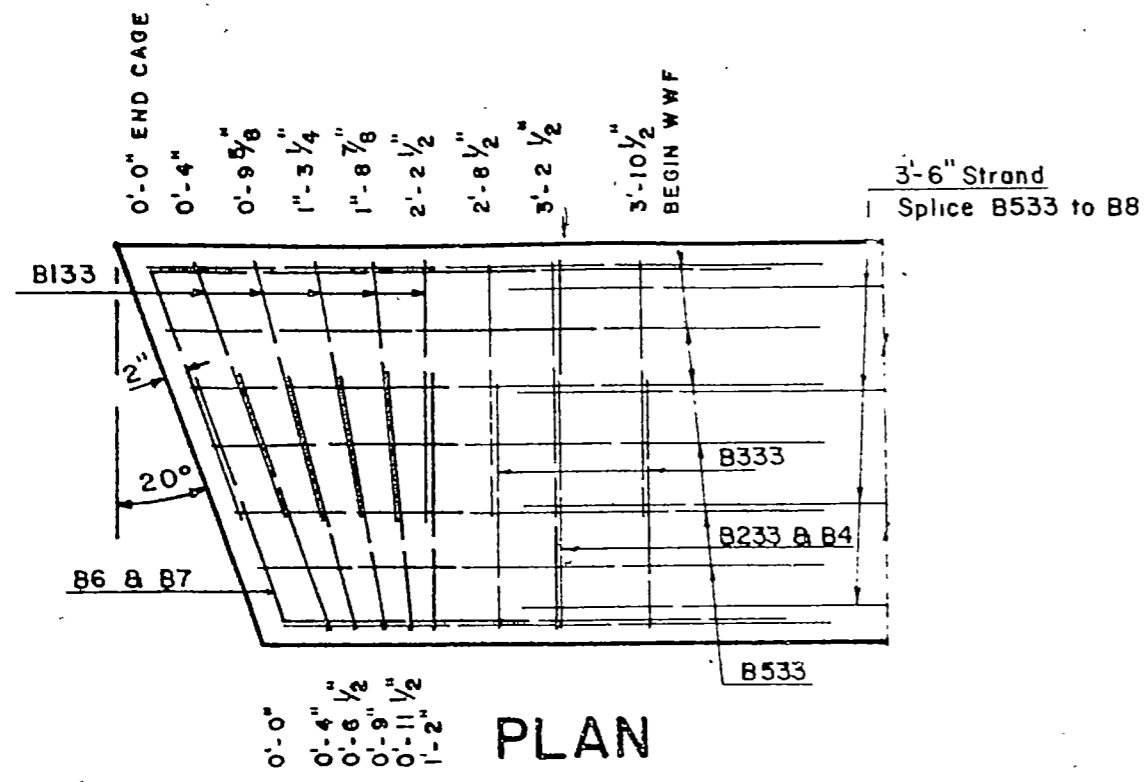 0'-0" END CAGE
0'-4"
0'-9 5/8"
1"-3 1/4"
1"-8 7/8"
2'-2 1/2"
2'-8 1/2"
3'-2 1/2"
3'-10 1/2"
BEGIN WWF
3'-6" Strand
Splice B533 to B8
B133
2"
20°
B333
B233 & B4
B6 & B7
B533
0'-0"
0'-4"
0'-6 1/2"
0'-9"
0'-11 1/2"
1'-2"
PLAN